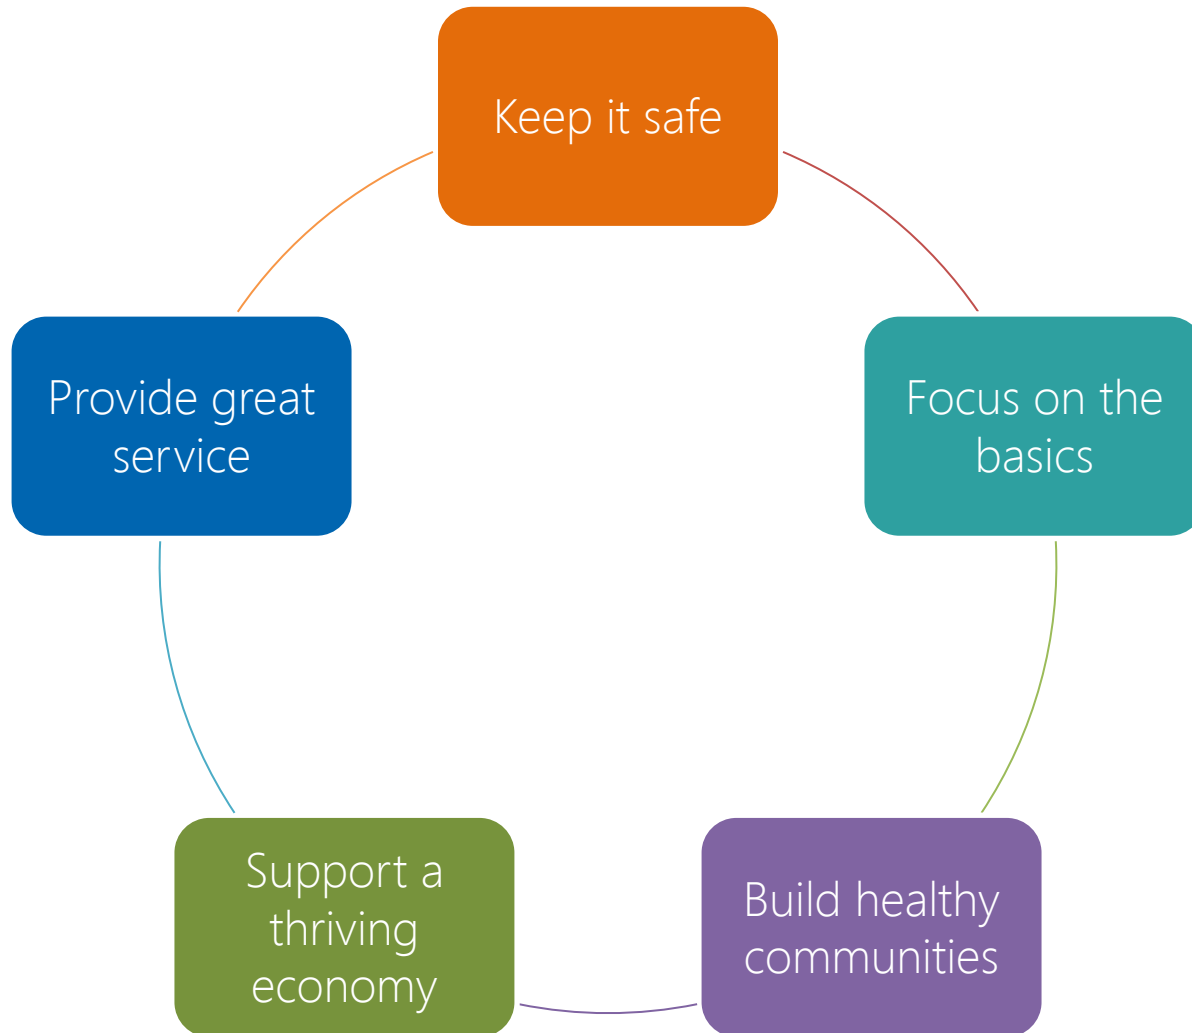 Keep it safe
Focus on the
basics
Build healthy
communities
Support a
thriving
economy
Provide great
service